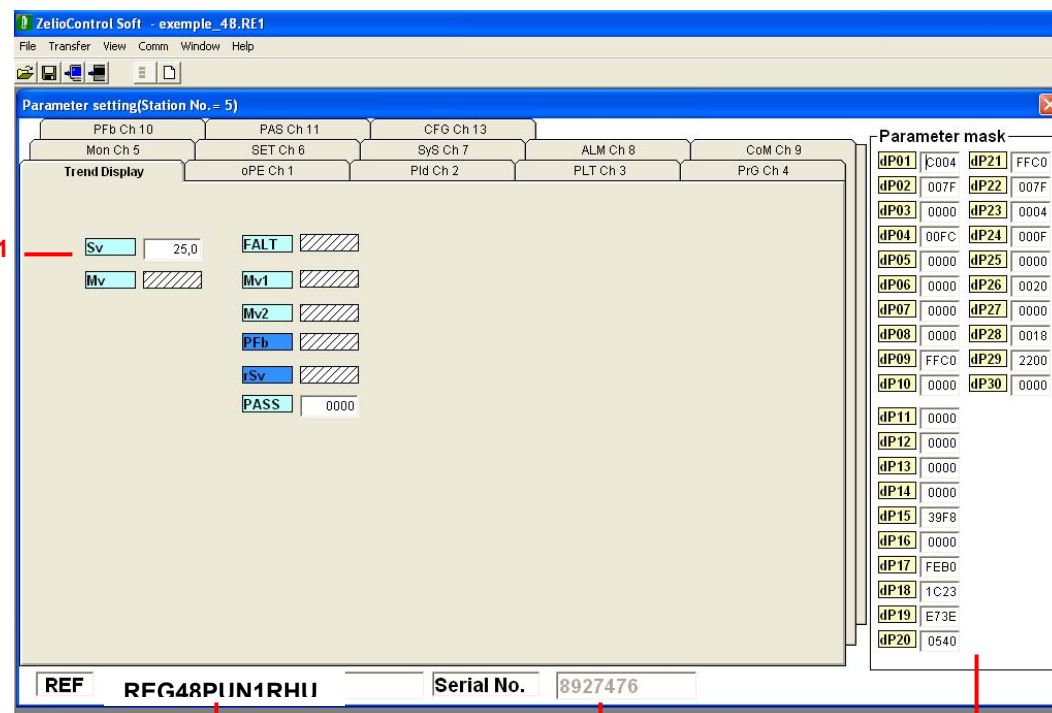 ZelioControl Soft - exemple_48.RE1
File Transfer View Comm Window Help
Parameter setting(Station No.= 5)
PFb Ch 10 PAS Ch 11 CFG Ch 13
Mon Ch 5 SET Ch 6 SyS Ch 7 ALM Ch 8 CoM Ch 9
Trend Display oPE Ch 1 PId Ch 2 PLT Ch 3 PrG Ch 4
1
Sv 25,0
Mv
FALT
Mv1
Mv2
PFb
rSv
PASS 0000
Parameter mask
dP01 C004 dP21 FFC0
dP02 007F dP22 007F
dP03 0000 dP23 0004
dP04 00FC dP24 000F
dP05 0000 dP25 0000
dP06 0000 dP26 0020
dP07 0000 dP27 0000
dP08 0000 dP28 0018
dP09 FFC0 dP29 2200
dP10 0000 dP30 0000
dP11 0000
dP12 0000
dP13 0000
dP14 0000
dP15 39F8
dP16 0000
dP17 FEB0
dP18 1C23
dP19 E73E
dP20 0540
REF REG48PUN1RHU Serial No. 8927476